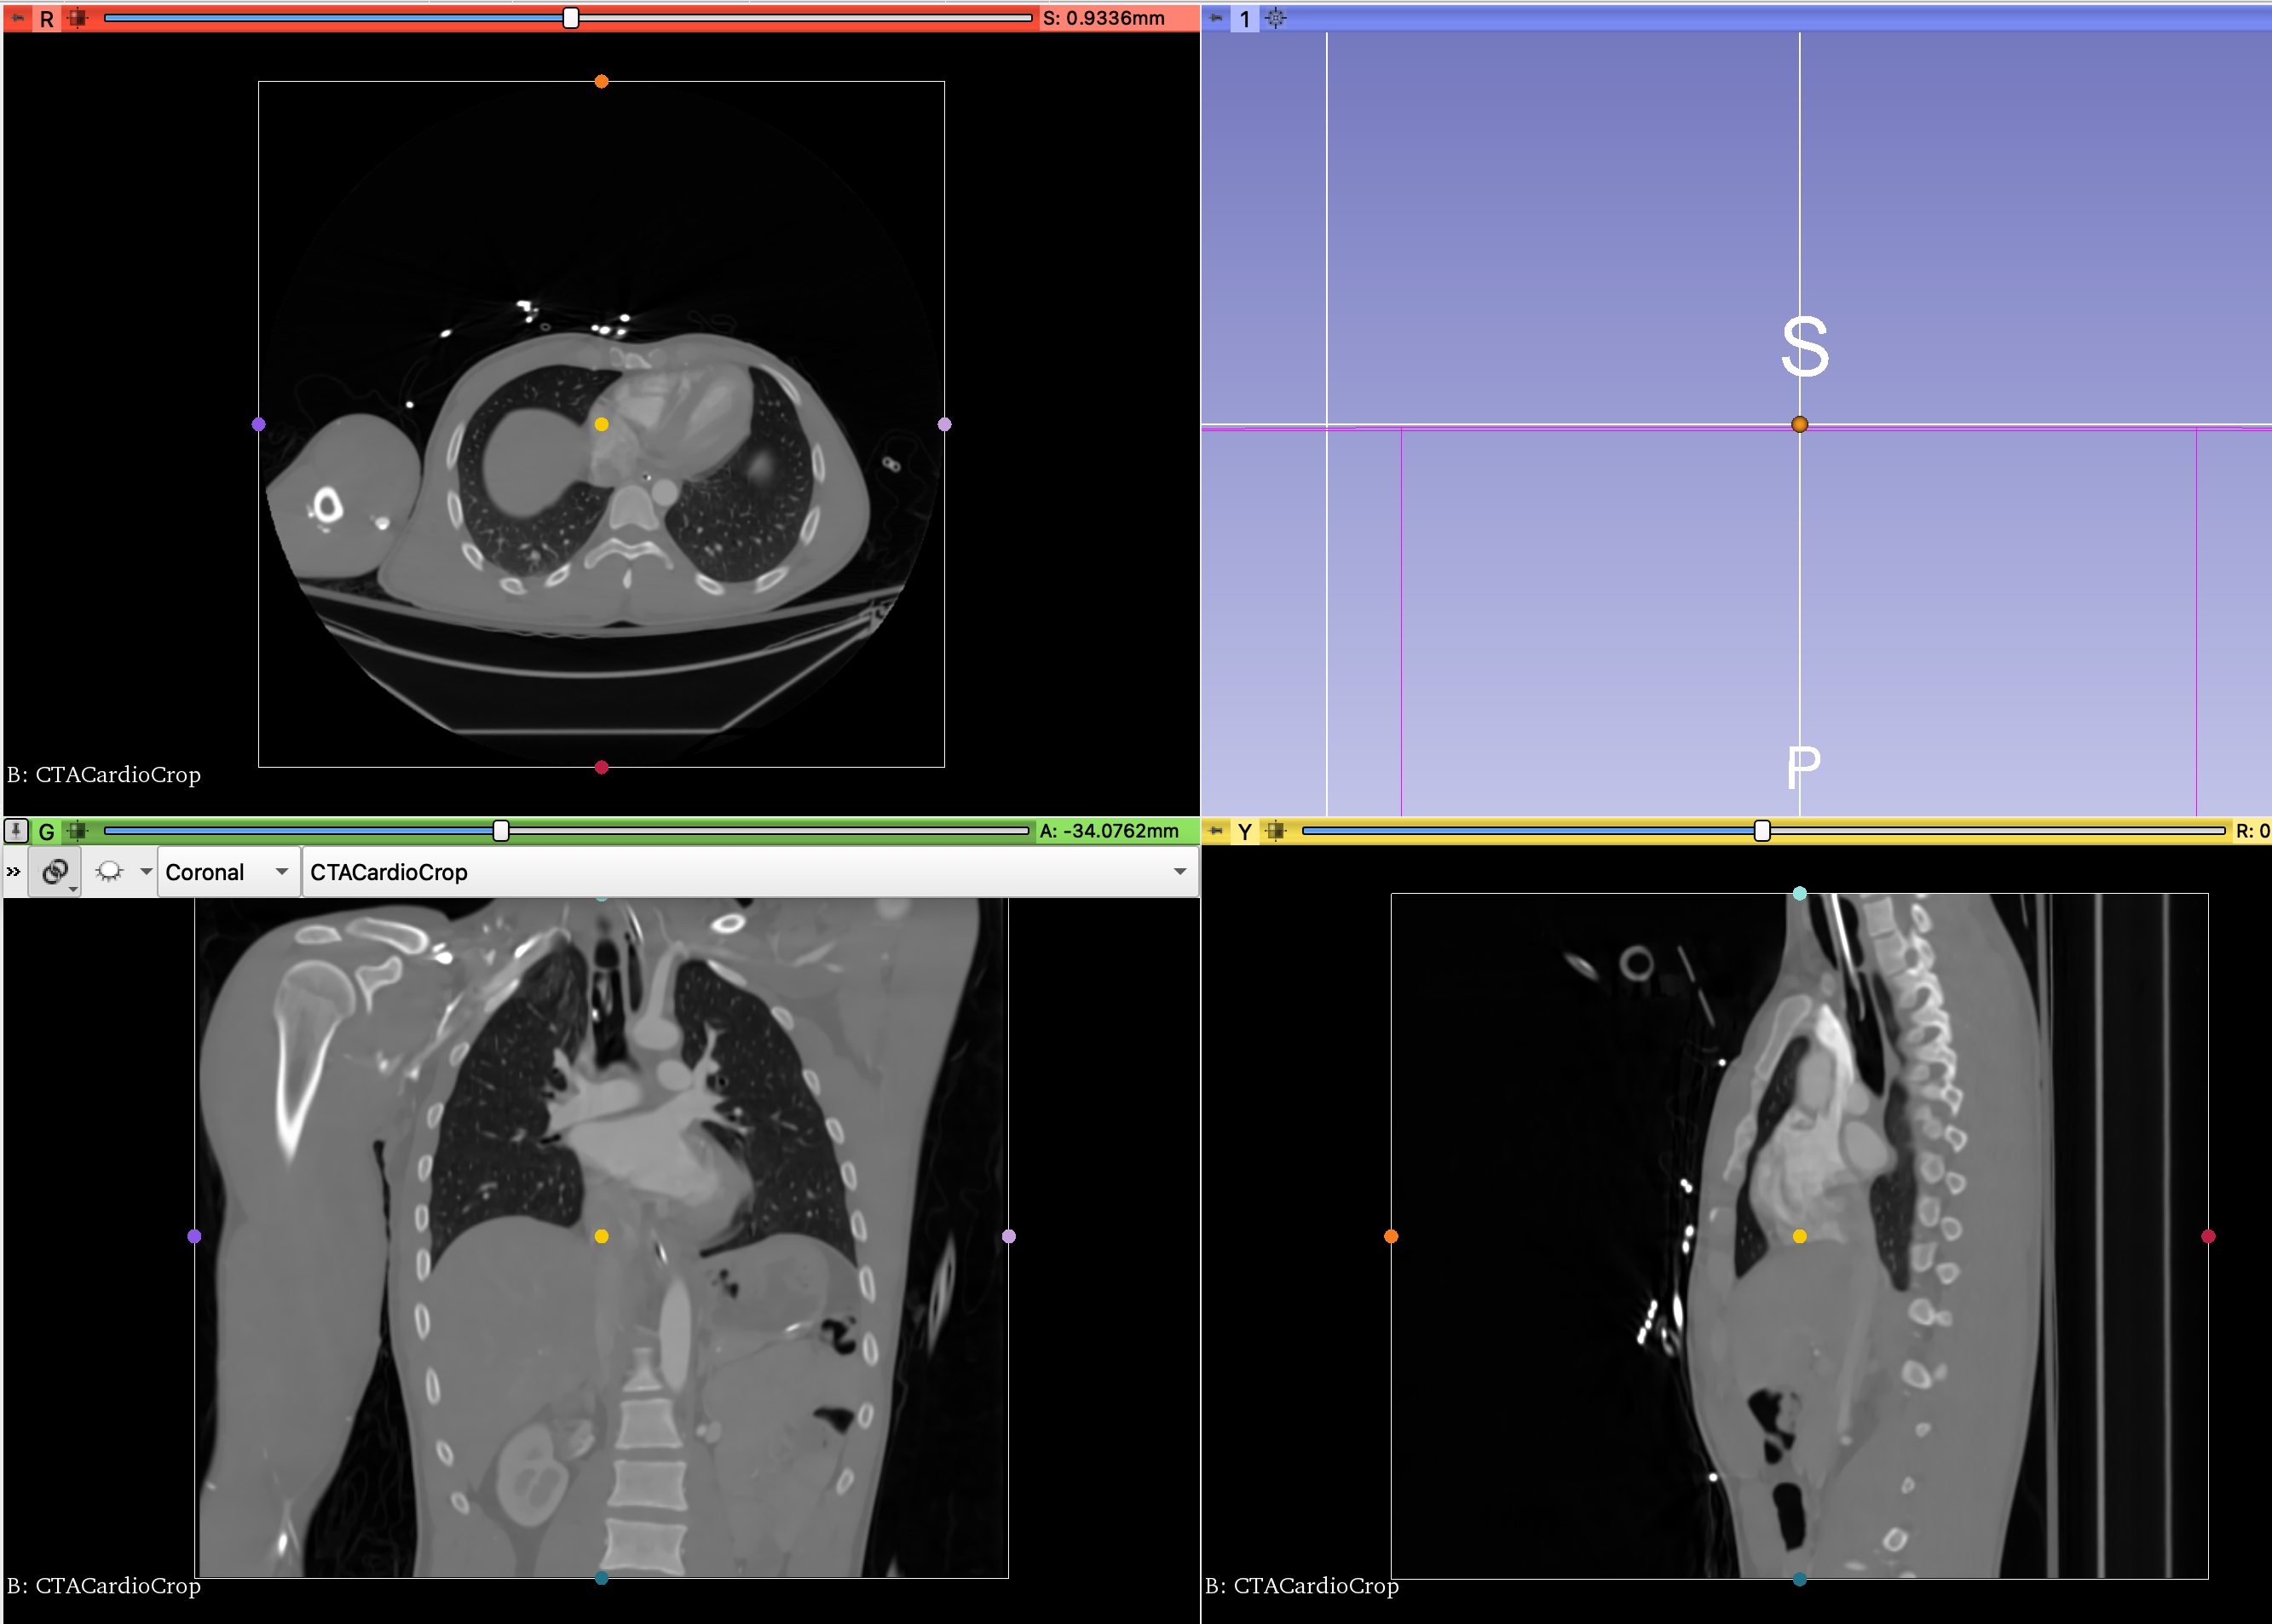 R
S: 0.9336mm
1
S
P
B: CTACardioCrop
G
A: -34.0762mm
Coronal
CTACardioCrop
B: CTACardioCrop
Y
R: 0
B: CTACardioCrop